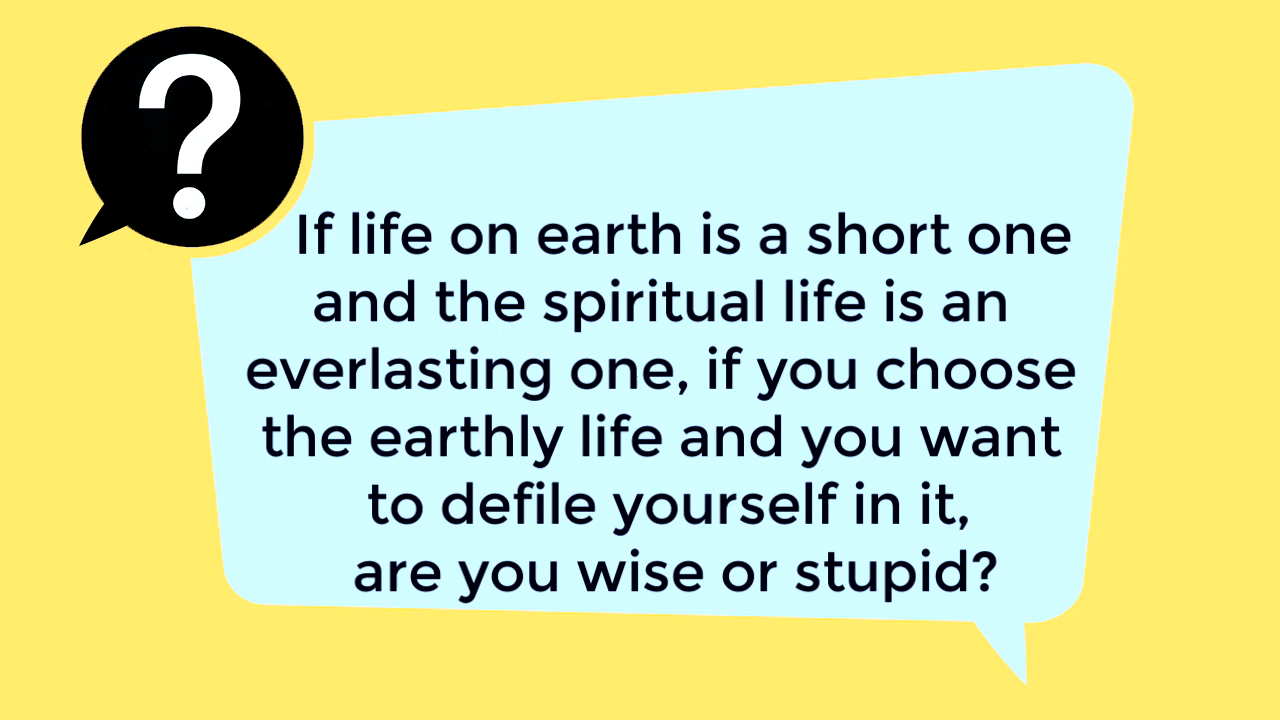 ?
If life on earth is a short one
and the spiritual life is an
everlasting one, if you choose
the earthly life and you want
to defile yourself in it,
are you wise or stupid?